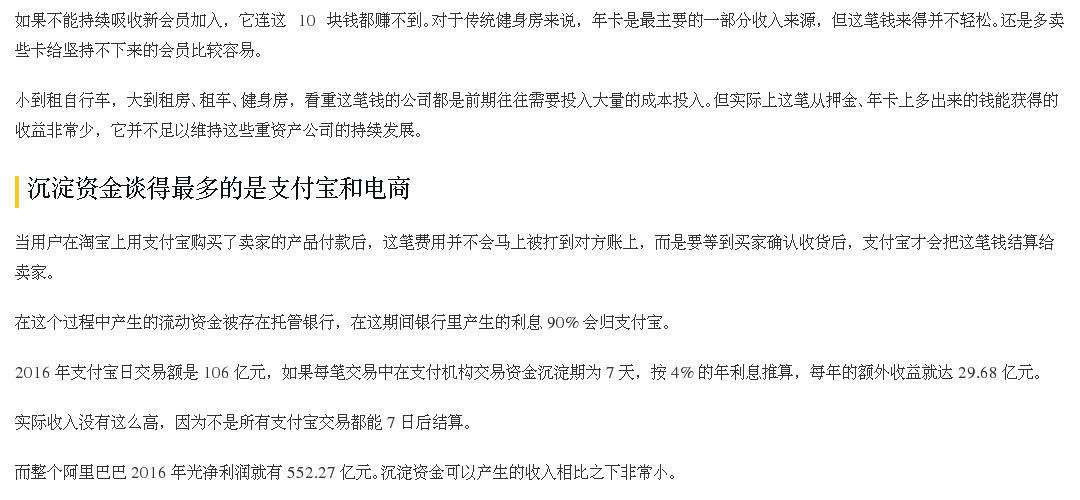 如果不能持续吸收新会员加入，它连这 10 块钱都赚不到。对于传统健身房来说，年卡是最主要的一部分收入来源，但这笔钱来得并不轻松。还是多卖
些卡给坚持不下来的会员比较容易。
小到租自行车，大到租房、租车、健身房，看重这笔钱的公司都是前期往往需要投入大量的成本投入。但实际上这笔从押金、年卡上多出来的钱能获得的
收益非常少，它并不足以维持这些重资产公司的持续发展。
沉淀资金谈得最多的是支付宝和电商
当用户在淘宝上用支付宝购买了卖家的产品付款后，这笔费用并不会马上被打到对方账上，而是要等到买家确认收货后，支付宝才会把这笔钱结算给
卖家。
在这个过程中产生的流动资金被存在托管银行，在这期间银行里产生的利息 90% 会归支付宝。
2016 年支付宝日交易额是 106 亿元，如果每笔交易中在支付机构交易资金沉淀期为 7 天，按 4% 的年利息推算，每年的额外收益就达 29.68 亿元。
实际收入没有这么高，因为不是所有支付宝交易都能 7 日后结算。
而整个阿里巴巴 2016 年光净利润就有 552.27 亿元。沉淀资金可以产生的收入相比之下非常小。